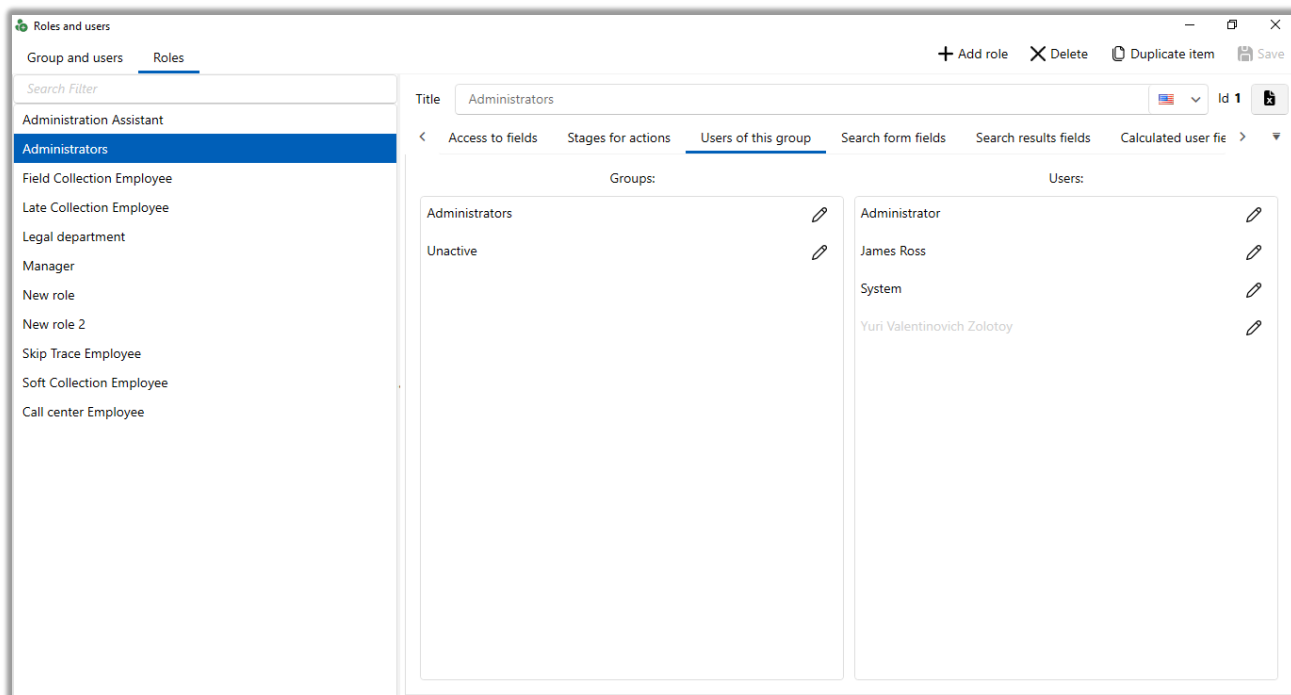 Roles and users
Group and users Roles
Add role Delete Duplicate item Save
Search Filter
Administration Assistant
Administrators
Field Collection Employee
Late Collection Employee
Legal department
Manager
New role
New role 2
Skip Trace Employee
Soft Collection Employee
Call center Employee
Title Administrators Id 1
Access to fields Stages for actions Users of this group Search form fields Search results fields Calculated user fie
Groups:
Administrators
Unactive
Users:
Administrator
James Ross
System
Yuri Valentinovich Zolotoy